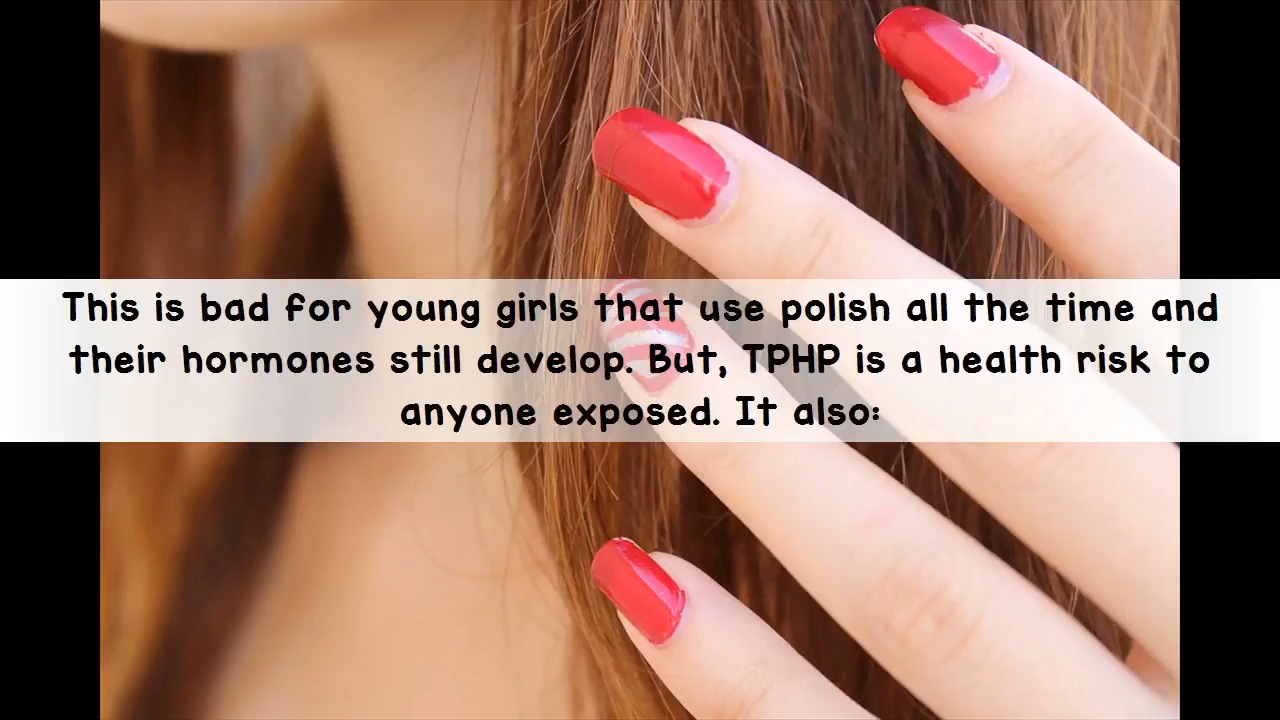 This is bad for young girls that use polish all the time and
their hormones still develop. But, TPHP is a health risk to
anyone exposed. It also: